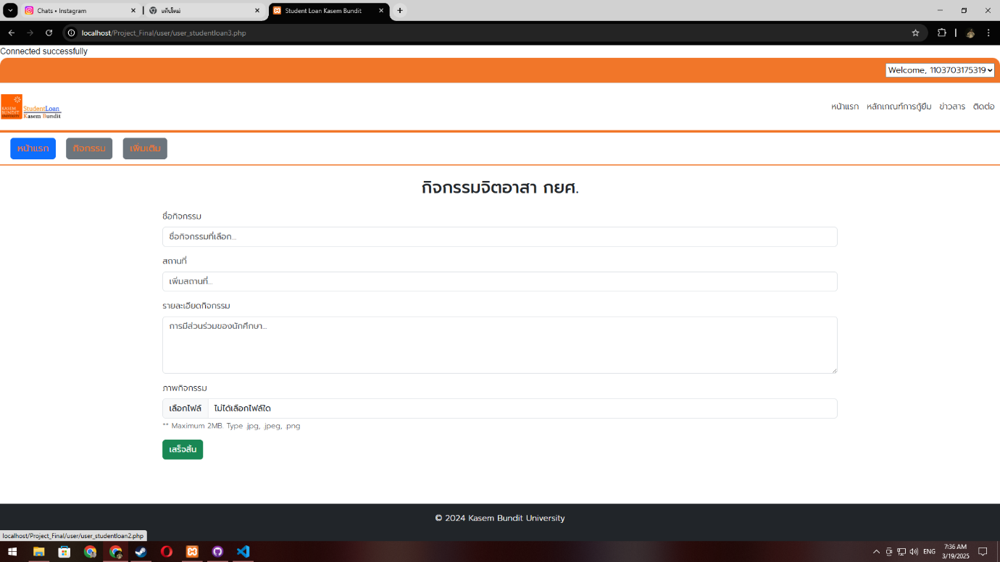 Chats • Instagram
แท็บใหม่
Student Loan Kasem Bundit
localhost/Project_Final/user/user_studentloan3.php
Connected successfully
Welcome, 1103703175319
KASEM
BUNDIT
UNIVERSITY
StudentLoan
Kasem Bundit
หน้าแรก หลักเกณฑ์การกู้ยืม ข่าวสาร ติดต่อ
หน้าแรก กิจกรรม เพิ่มเติม
กิจกรรมจิตอาสา กยศ.
ชื่อกิจกรรม
ชื่อกิจกรรมที่เลือก...
สถานที่
เพิ่มสถานที่...
รายละเอียดกิจกรรม
การมีส่วนร่วมของนักศึกษา...
ภาพกิจกรรม
เลือกไฟล์ ไม่ได้เลือกไฟล์ใด
** Maximum 2MB. Type .jpg, .jpeg, .png
เสร็จสิ้น
© 2024 Kasem Bundit University
localhost/Project_Final/user/user_studentloan2.php
ENG
7:36 AM
3/19/2025